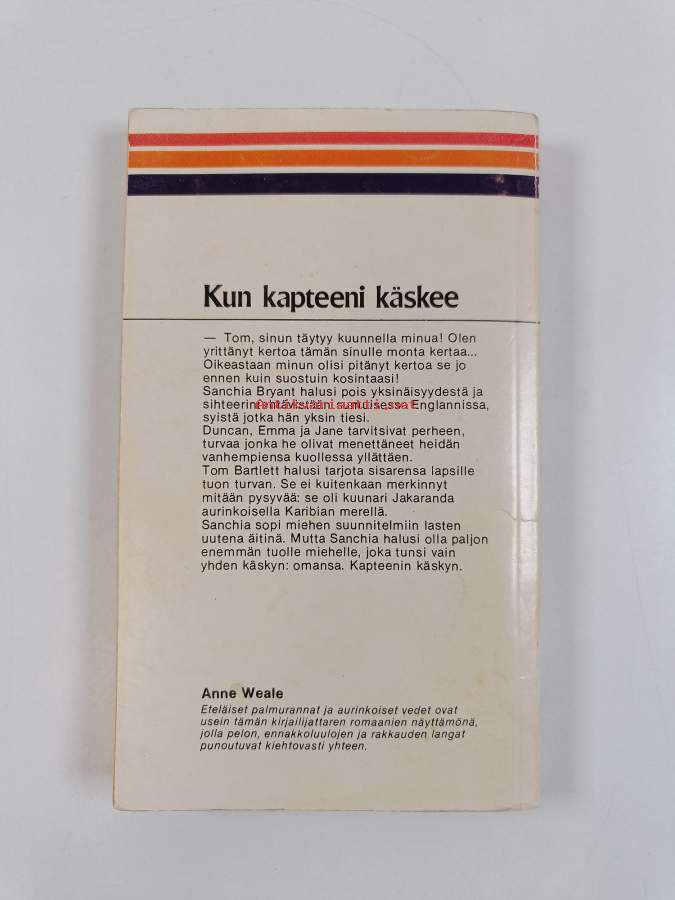 Kun kapteeni käskee
— Tom, sinun täytyy kuunnella minua! Olen
yrittänyt kertoa tämän sinulle monta kertaa...
Oikeastaan minun olisi pitänyt kertoa se jo
ennen kuin suostuin kosintaasi!
Sanchia Bryant halusi pois yksinäisyydestä ja
Englannissa,
syistä jotka hän yksin tiesi.
Duncan, Emma ja Jane tarvitsivat perheen,
turvaa jonka he olivat menettäneet heidän
vanhempiensa kuollessa yllättäen.
Tom Bartlett halusi tarjota sisarensa lapsille
tuon turvan. Se ei kuitenkaan merkinnyt
mitään pysyvää: se oli kuunari Jakaranda
aurinkoisella Karibian merellä.
Sanchia sopi miehen suunnitelmiin lasten
uutena äitinä. Mutta Sanchia halusi olla paljon
enemmän tuolle miehelle, joka tunsi vain
yhden käskyn: omansa. Kapteenin käskyn.
Anne Weale
Eteläiset palmurannat ja aurinkoiset vedet ovat
usein tämän kirjailijattaren romaanien näyttämönä,
jolla pelon, ennakkoluulojen ja rakkauden langat
punoutuvat kiehtovasti yhteen.